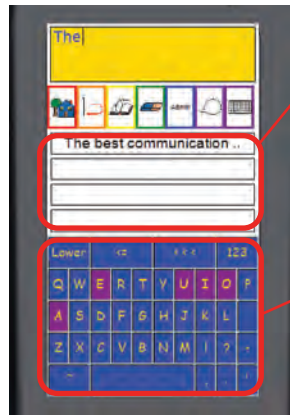 The
The best communication ..
Lower <= <<< 123
Q W E R T Y U I O P
A S D F G H J K L
Z X C V B N M ! ?